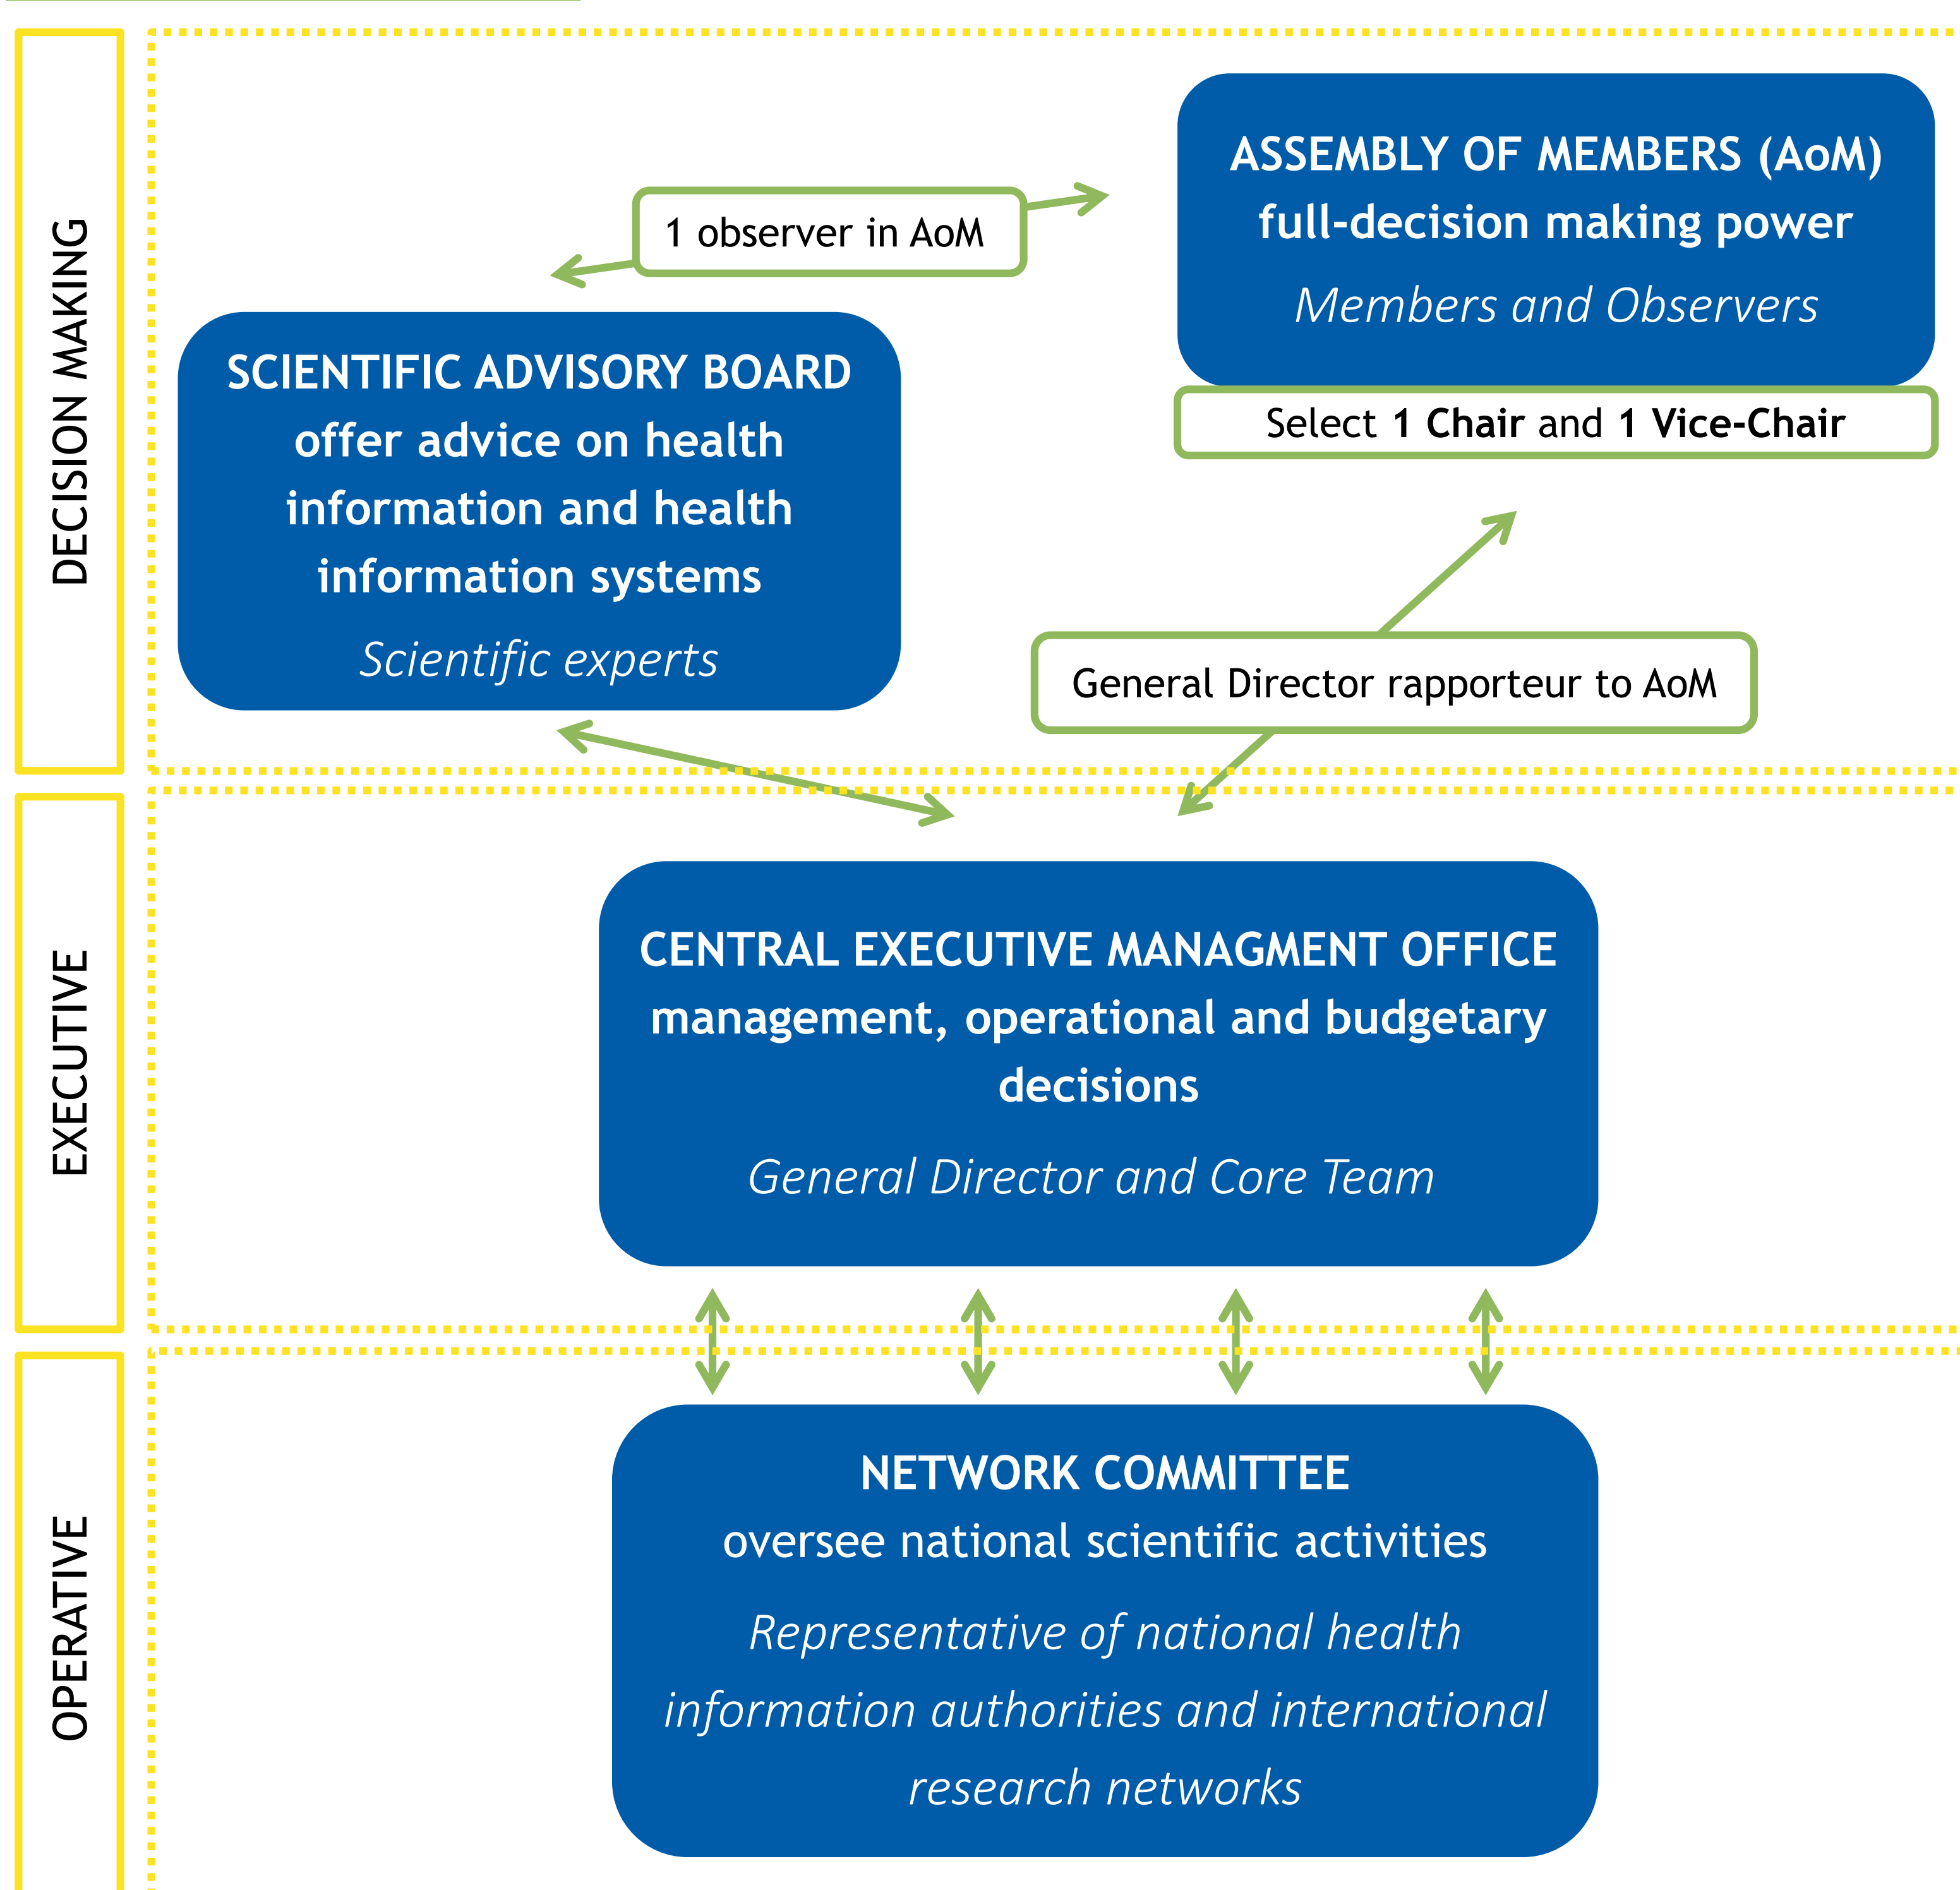 DECISION MAKING
ASSEMBLY OF MEMBERS (AoM)
full-decision making power
Members and Observers
Select 1 Chair and 1 Vice-Chair
1 observer in AoM
SCIENTIFIC ADVISORY BOARD
offer advice on health
information and health
information systems
Scientific experts
General Director rapporteur to AoM
EXECUTIVE
CENTRAL EXECUTIVE MANAGMENT OFFICE
management, operational and budgetary
decisions
General Director and Core Team
OPERATIVE
NETWORK COMMITTEE
oversee national scientific activities
Representative of national health
information authorities and international
research networks